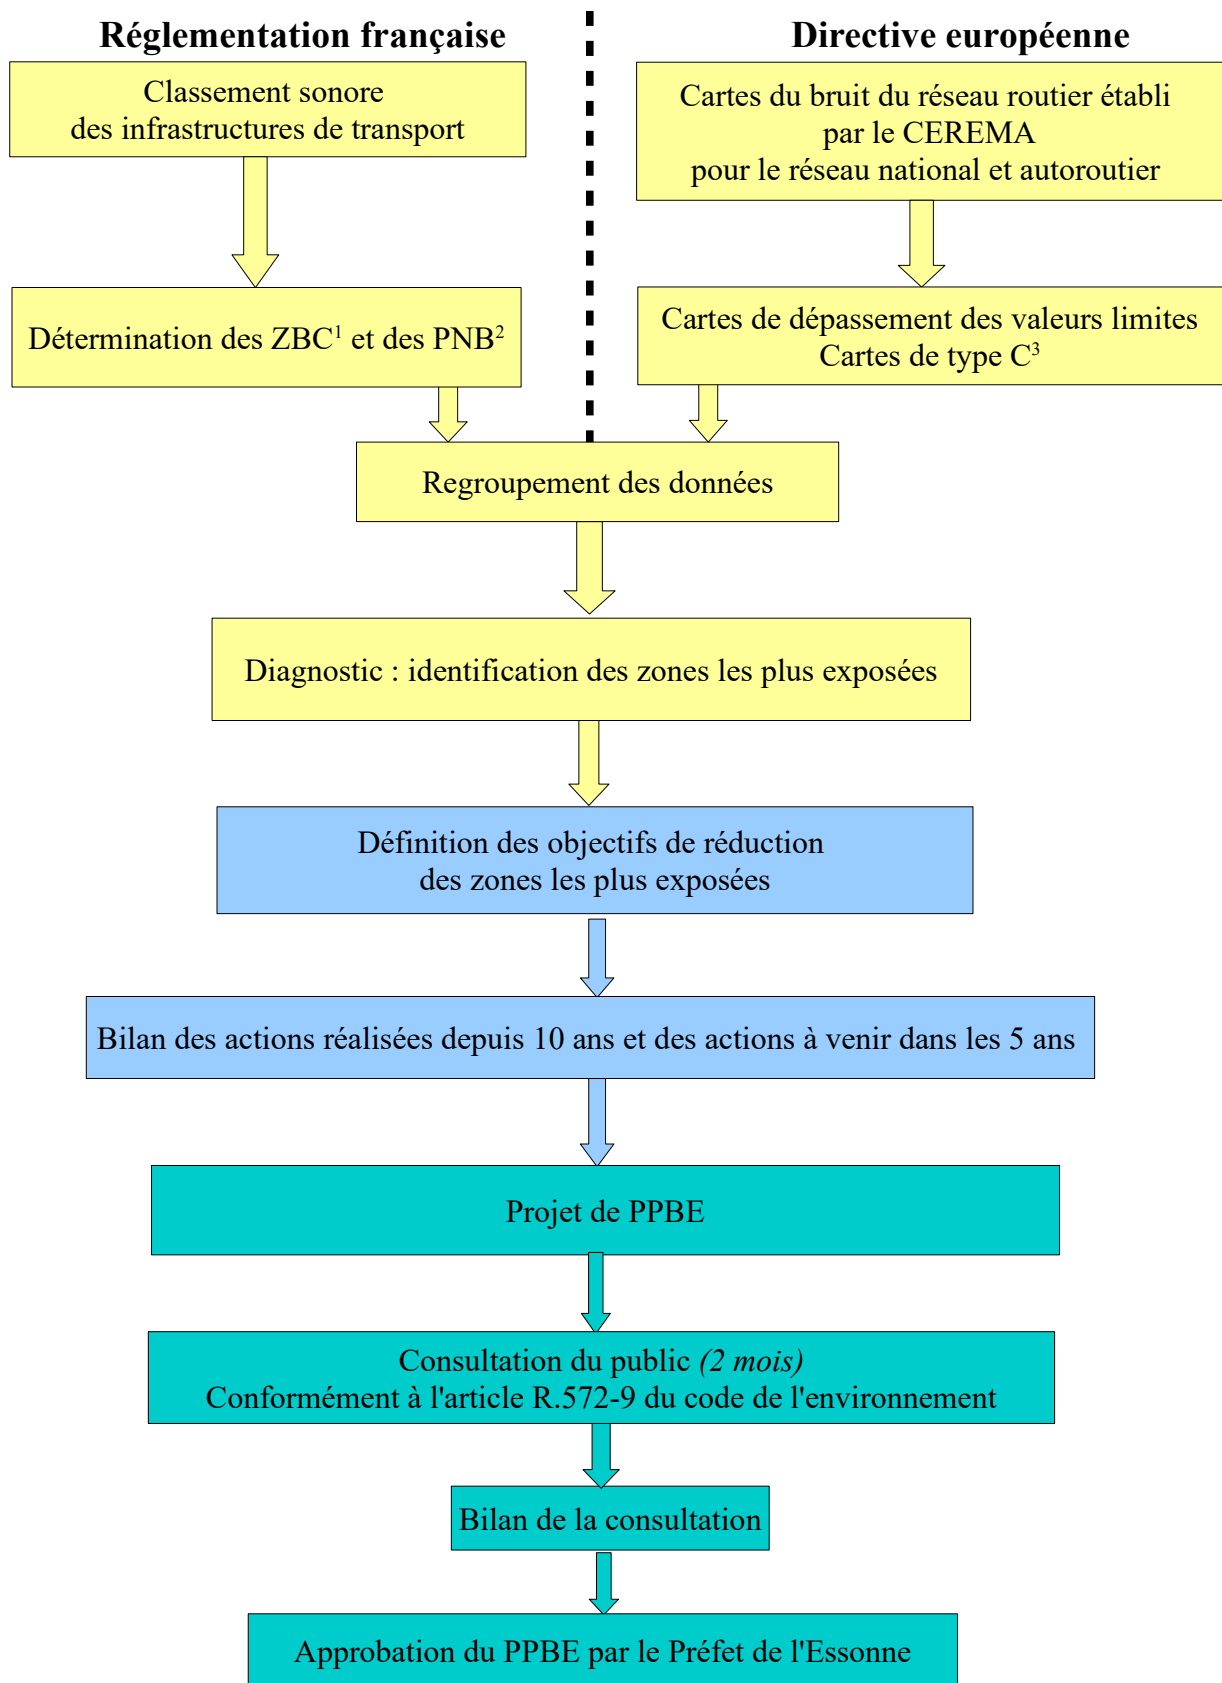 Réglementation française
Directive européenne
Classement sonore
des infrastructures de transport
Cartes du bruit du réseau routier établi
par le CEREMA
pour le réseau national et autoroutier
Détermination des ZBC¹ et des PNB²
Cartes de dépassement des valeurs limites
Cartes de type C³
Regroupement des données
Diagnostic : identification des zones les plus exposées
Définition des objectifs de réduction
des zones les plus exposées
Bilan des actions réalisées depuis 10 ans et des actions à venir dans les 5 ans
Projet de PPBE
Consultation du public (2 mois)
Conformément à l'article R.572-9 du code de l'environnement
Bilan de la consultation
Approbation du PPBE par le Préfet de l'Essonne